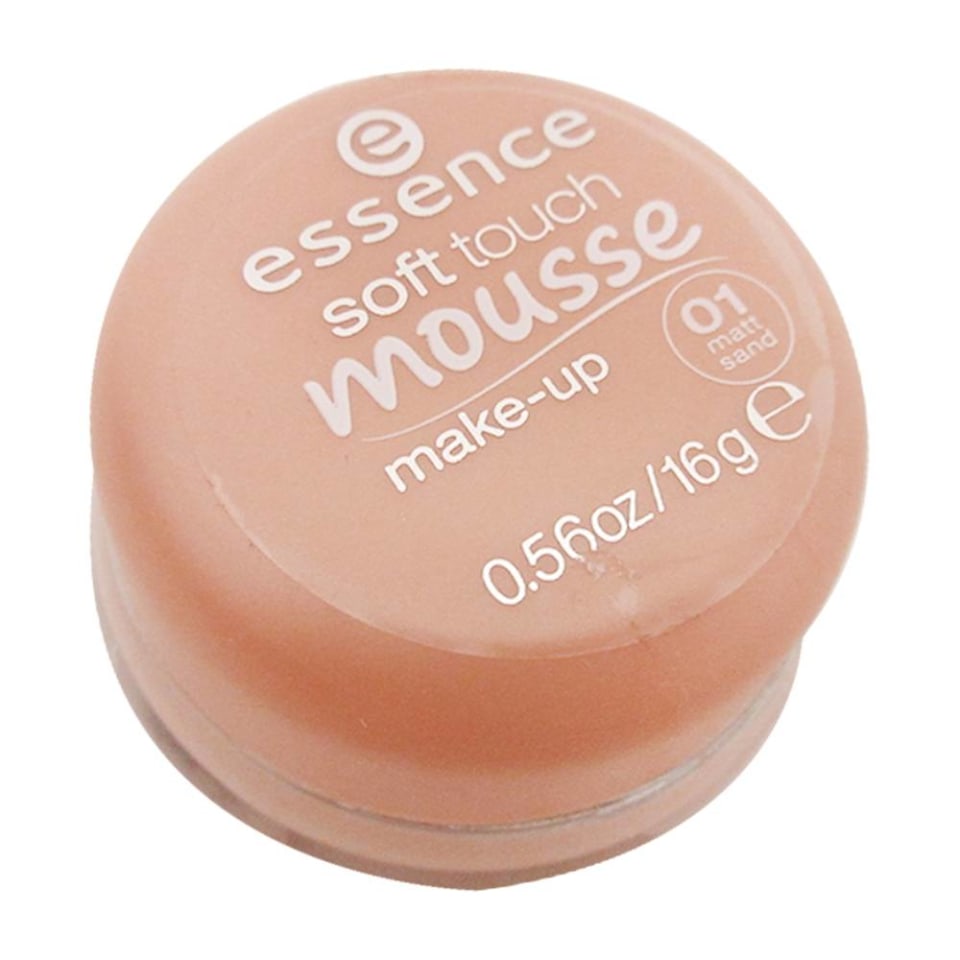 e
essence
soft touch
mousse
make-up
01
matt
sand
0.56oz/16g e